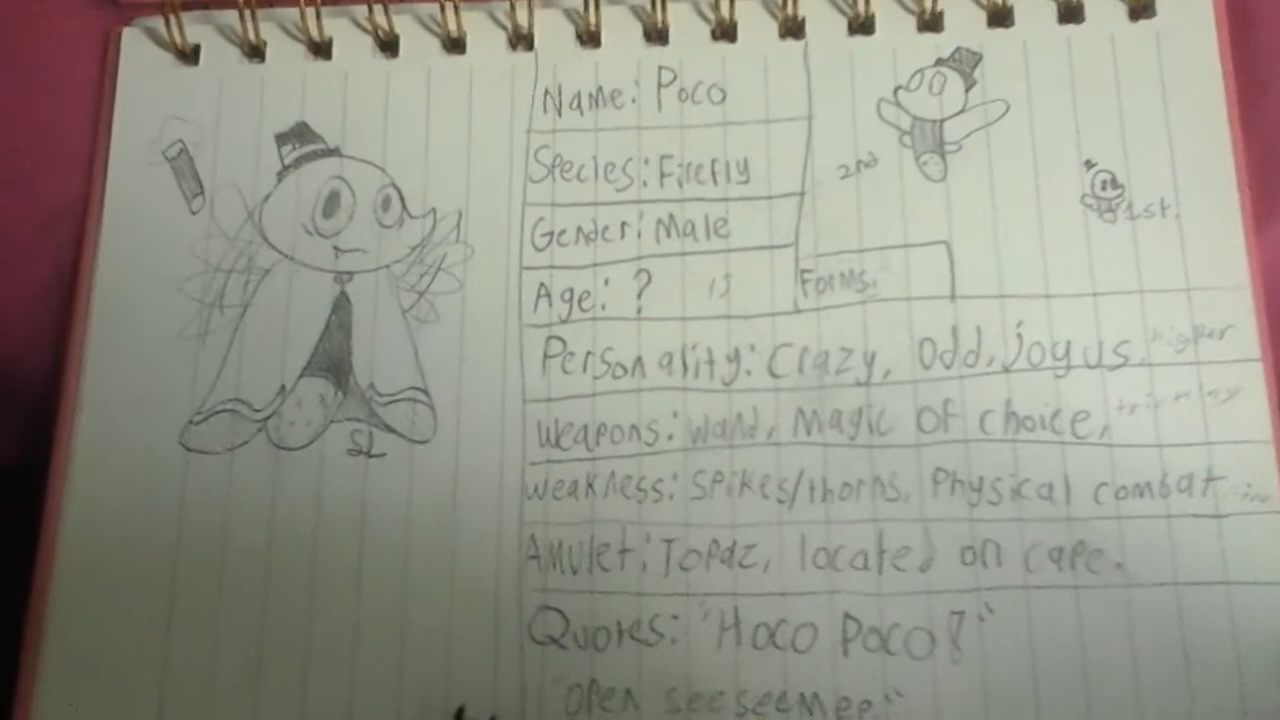 Name: Poco
Species: Firefly
Gender: Male
Age: ?
2nd
1st.
Forms.
Personality: Crazy, odd, joyus.
Weapons: Wand, Magic of choice,
Weakness: Spikes/thorns, Physical combat
Amulet: Topaz, located on cape.
Quores: "Hoco Poco!"
open seeseemee."
SL